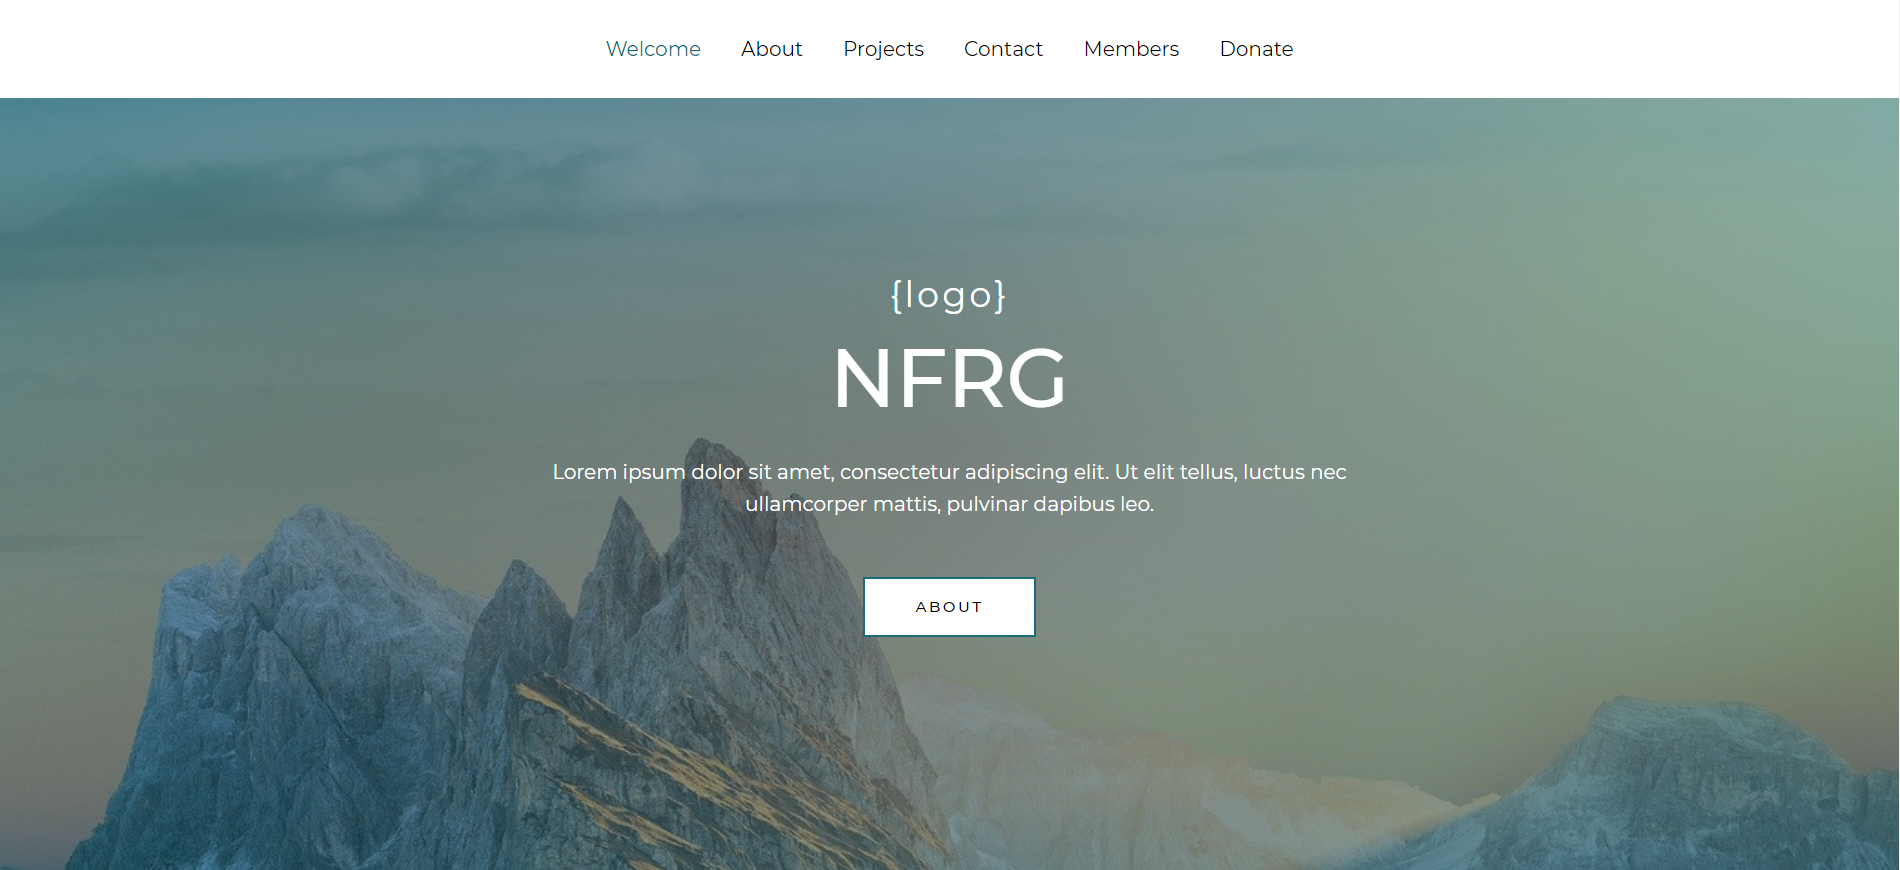 Welcome About Projects Contact Members Donate
{logo}
NFRG
Lorem ipsum dolor sit amet, consectetur adipiscing elit. Ut elit tellus, luctus nec
ullamcorper mattis, pulvinar dapibus leo.
ABOUT